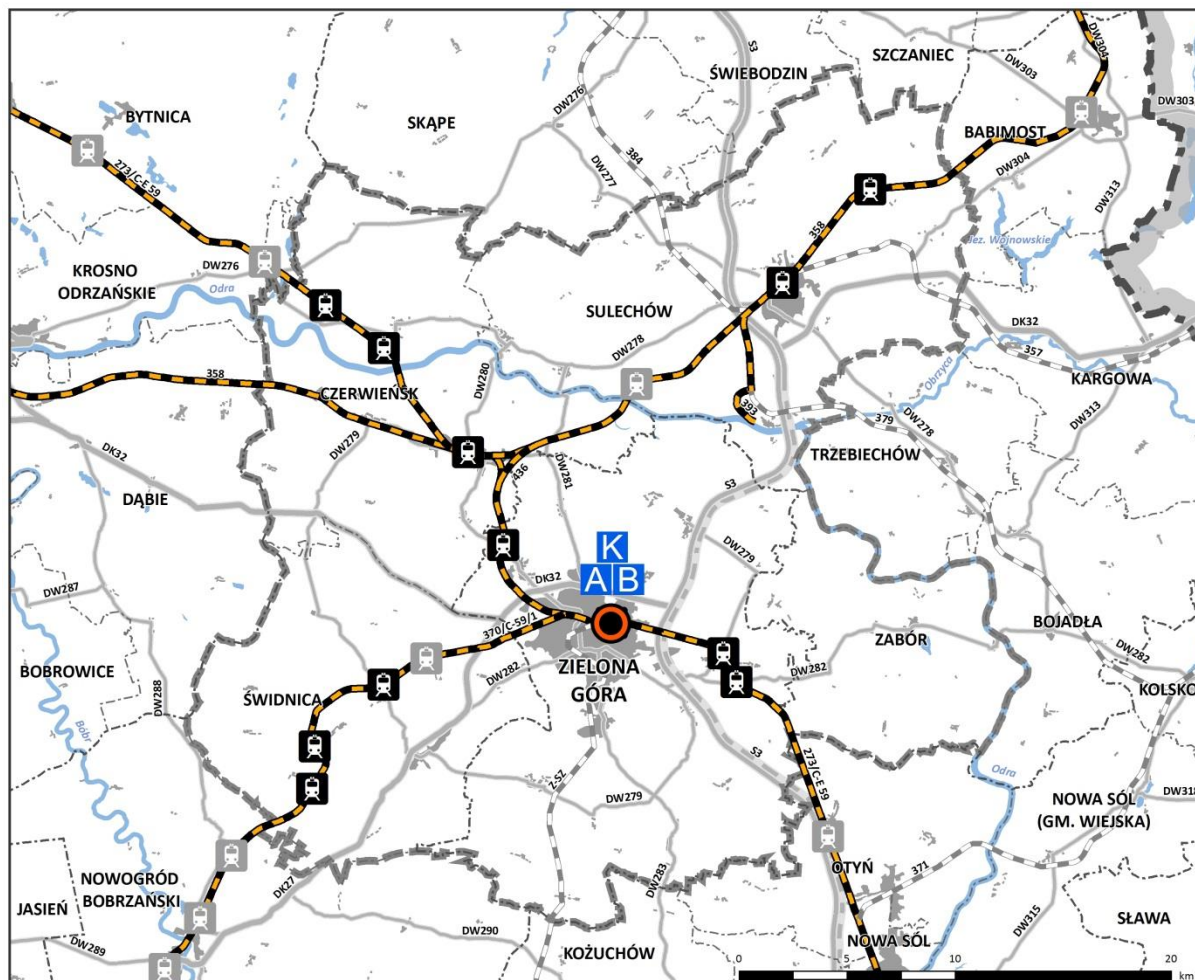 SZCZANIEC
DW304
S3
ŚWIEBODZIN
DW303
DW276
DW303
BYTNICA
SKĄPE
BABIMOST
384
273/C-E 59
DW277
DW304
DW313
358
Jez. Wojnowskie
KROSNO
ODRZAŃSKIE
DW276
Odra
SULECHÓW
DK32
DW278
357
358
DW280
Obrzyca
KARGOWA
CZERWIEŃSK
393
379
DW278
DW313
DW279
DK32
436
DW281
TRZEBIECHÓW
S3
DĄBIE
K
DW279
A B
DK32
DW287
370/C-59/1
BOJADŁA
ZABÓR
BOBROWICE
DW282
ZIELONA
GÓRA
DW282
DW282
DW288
ŚWIDNICA
KOLSKO
Bóbr
S3
Odra
Z-SZ
273/C-E 59
DW318
DW279
NOWA SÓL
(GM. WIEJSKA)
OTYŃ
371
DW283
NOWOGRÓD
BOBRZAŃSKI
DK27
JASIEŃ
DW315
SŁAWA
DW290
NOWA SÓL
DW289
KOŻUCHÓW
0 5 10 20
km